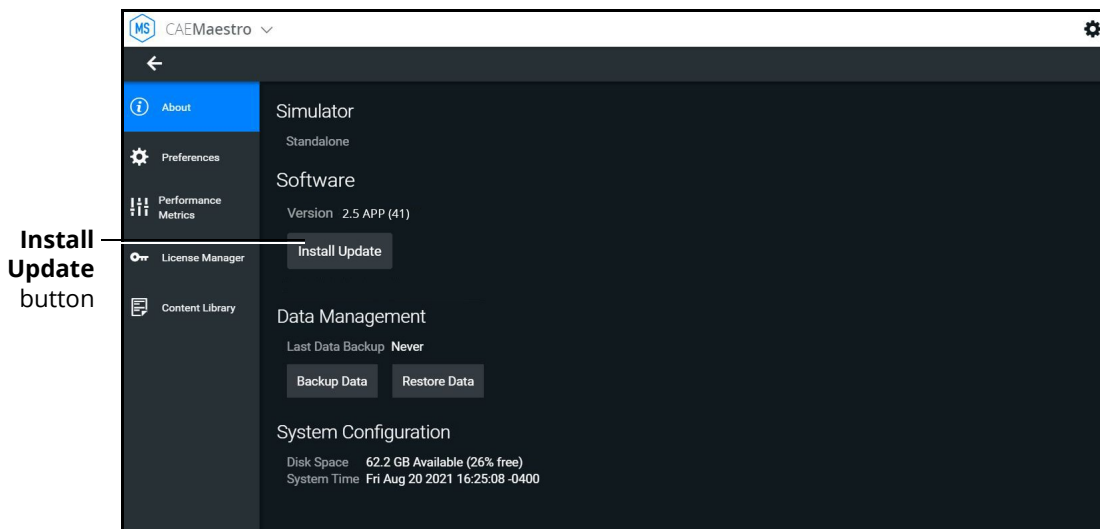 MS CAEMaestro
About
Preferences
Performance
Metrics
License Manager
Content Library
Install
Update
button
Simulator
Standalone
Software
Version 2.5 APP (41)
Install Update
Data Management
Last Data Backup Never
Backup Data Restore Data
System Configuration
Disk Space 62.2 GB Available (26% free)
System Time Fri Aug 20 2021 16:25:08 -0400